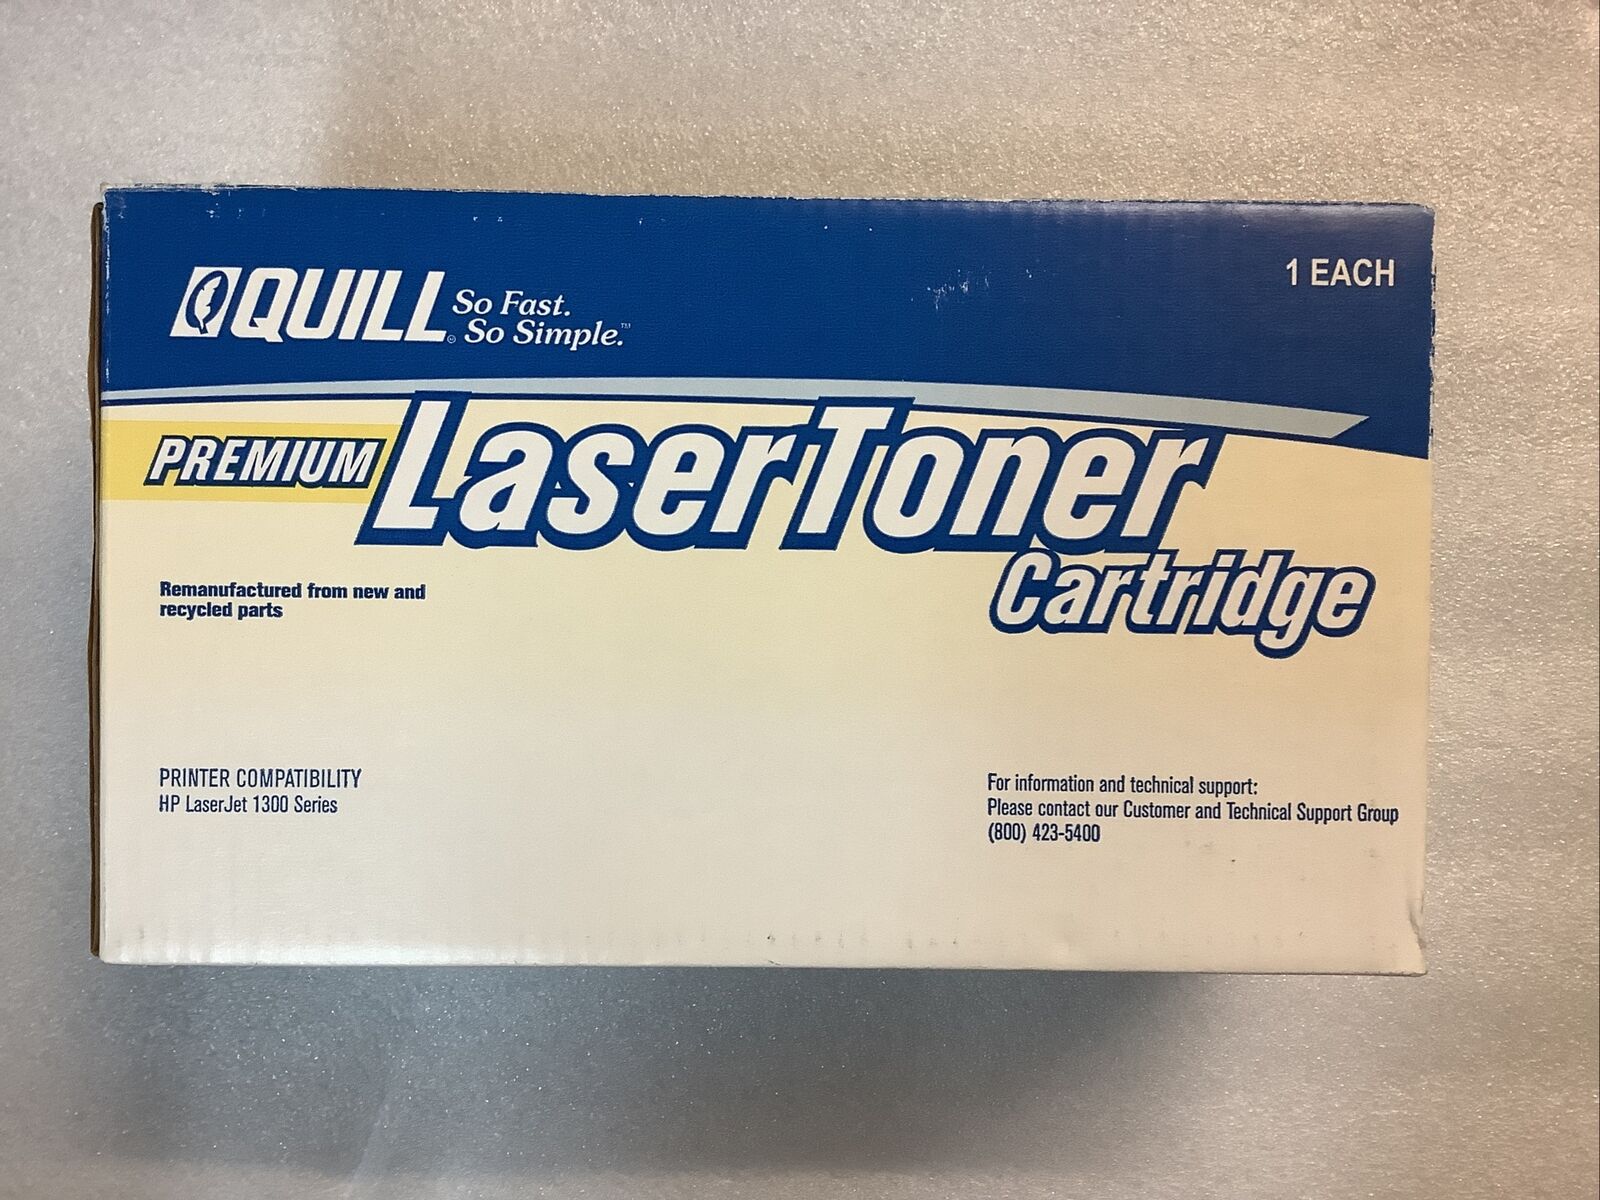 QUILL So Fast.
So Simple.™
1 EACH
PREMIUM LaserToner
Cartridge
Remanufactured from new and
recycled parts
PRINTER COMPATIBILITY
HP LaserJet 1300 Series
For information and technical support:
Please contact our Customer and Technical Support Group
(800) 423-5400